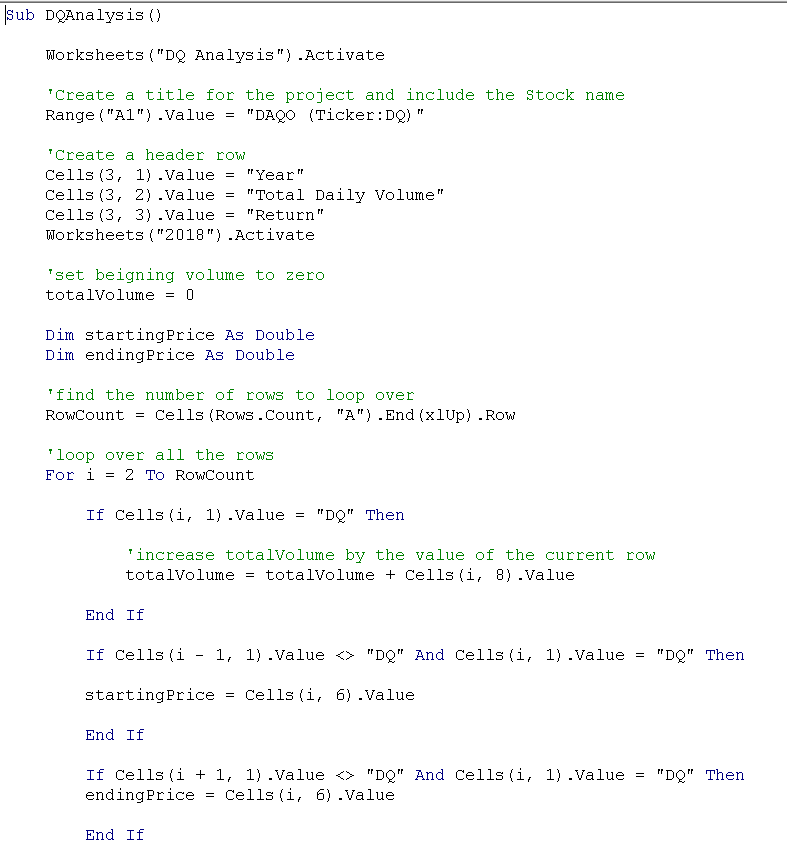 Sub DQAnalysis()
Worksheets("DQ Analysis").Activate
'Create a title for the project and include the Stock name
Range("A1").Value = "DAQO (Ticker:DQ)"
'Create a header row
Cells(3, 1).Value = "Year"
Cells(3, 2).Value = "Total Daily Volume"
Cells(3, 3).Value = "Return"
Worksheets("2018").Activate
'set beigning volume to zero
totalVolume = 0
Dim startingPrice As Double
Dim endingPrice As Double
'find the number of rows to loop over
RowCount = Cells(Rows.Count, "A").End(xlUp).Row
'loop over all the rows
For i = 2 To RowCount
If Cells(i, 1).Value = "DQ" Then
'increase totalVolume by the value of the current row
totalVolume = totalVolume + Cells(i, 8).Value
End If
If Cells(i - 1, 1).Value <> "DQ" And Cells(i, 1).Value = "DQ" Then
startingPrice = Cells(i, 6).Value
End If
If Cells(i + 1, 1).Value <> "DQ" And Cells(i, 1).Value = "DQ" Then
endingPrice = Cells(i, 6).Value
End If